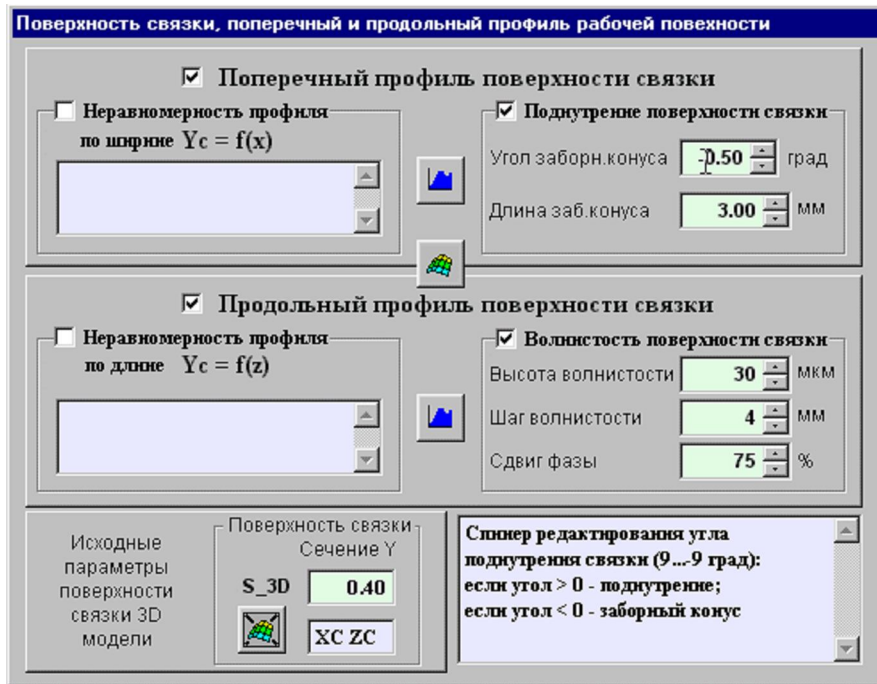 Поверхность связки, поперечный и продольный профиль рабочей повехности
Поперечный профиль поверхности связки
Неравномерность профиля
по ширине Yc = f(x)
Поднутрение поверхности связки
Угол заборн.конуса -0.50 град
Длина заб.конуса 3.00 мм
Продольный профиль поверхности связки
Неравномерность профиля
по длине Yc = f(z)
Волнистость поверхности связки
Высота волнистости 30 мкм
Шаг волнистости 4 мм
Сдвиг фазы 75 %
Исходные
параметры
поверхности
связки 3D
модели
Поверхность связки
Сечение Y
S_3D 0.40
XC ZC
Спинер редактирования угла
поднутрения связки (9...-9 град):
если угол > 0 - поднутрение;
если угол < 0 - заборный конус